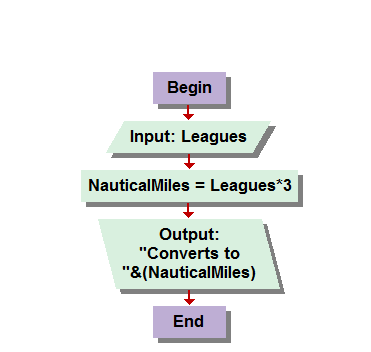 Begin
Input: Leagues
NauticalMiles = Leagues*3
Output:
"Converts to
"&(NauticalMiles)
End